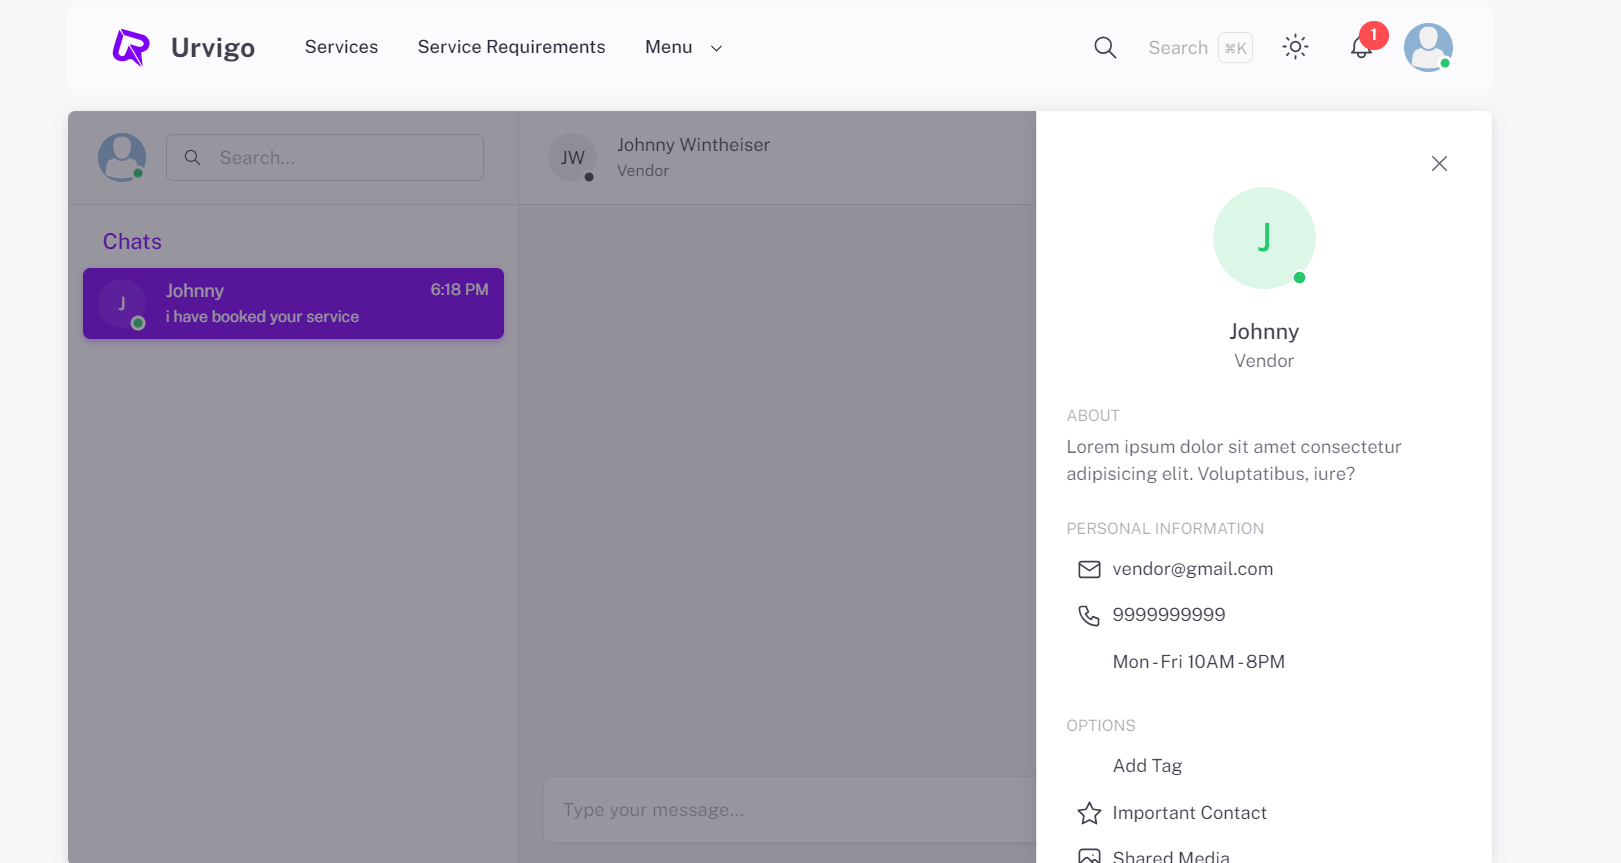 Urvigo
Services
Service Requirements
Menu
Search ⌘K
1
Search...
Chats
J
Johnny
6:18 PM
i have booked your service
JW
Johnny Wintheiser
Vendor
Type your message...
J
Johnny
Vendor
ABOUT
Lorem ipsum dolor sit amet consectetur
adipisicing elit. Voluptatibus, iure?
PERSONAL INFORMATION
vendor@gmail.com
9999999999
Mon - Fri 10AM - 8PM
OPTIONS
Add Tag
Important Contact
Shared Media